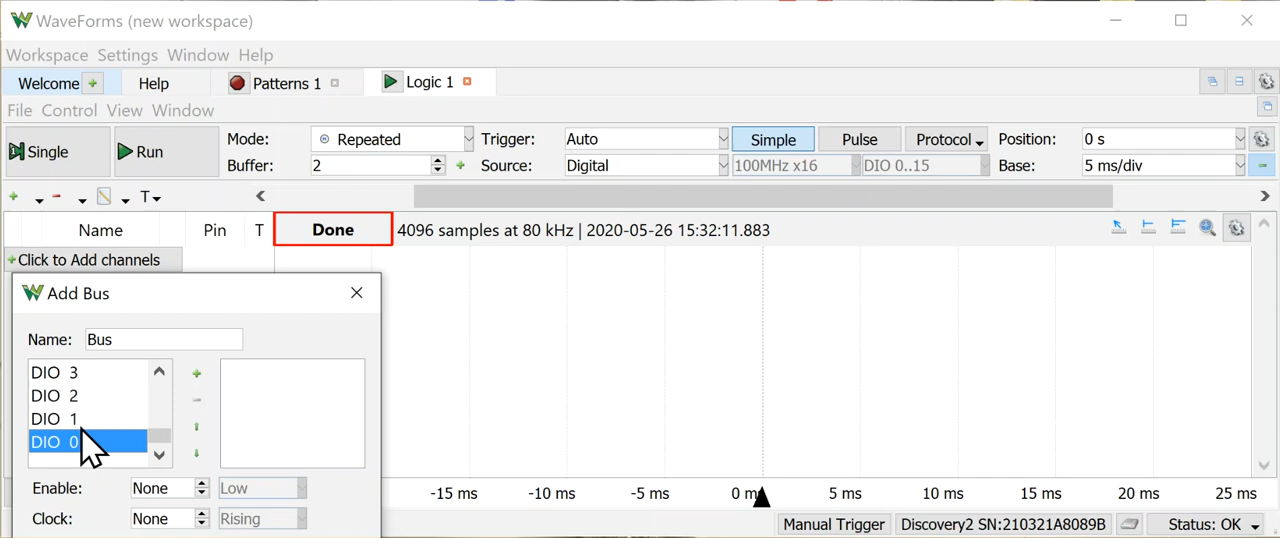 WaveForms (new workspace)
Workspace Settings Window Help
Welcome Help Patterns 1 Logic 1
File Control View Window
Single Run Mode: Repeated Trigger: Auto Simple Pulse Protocol Position: 0 s
Buffer: 2 Source: Digital 100MHz x16 DIO 0..15 Base: 5 ms/div
T
Name Pin T Done 4096 samples at 80 kHz | 2020-05-26 15:32:11.883
Click to Add channels
Add Bus
Name: Bus
DIO 3
DIO 2
DIO 1
DIO 0
Enable: None Low
-15 ms -10 ms -5 ms 0 ms 5 ms 10 ms 15 ms 20 ms 25 ms
Clock: None Rising
Manual Trigger Discovery2 SN:210321A8089B Status: OK